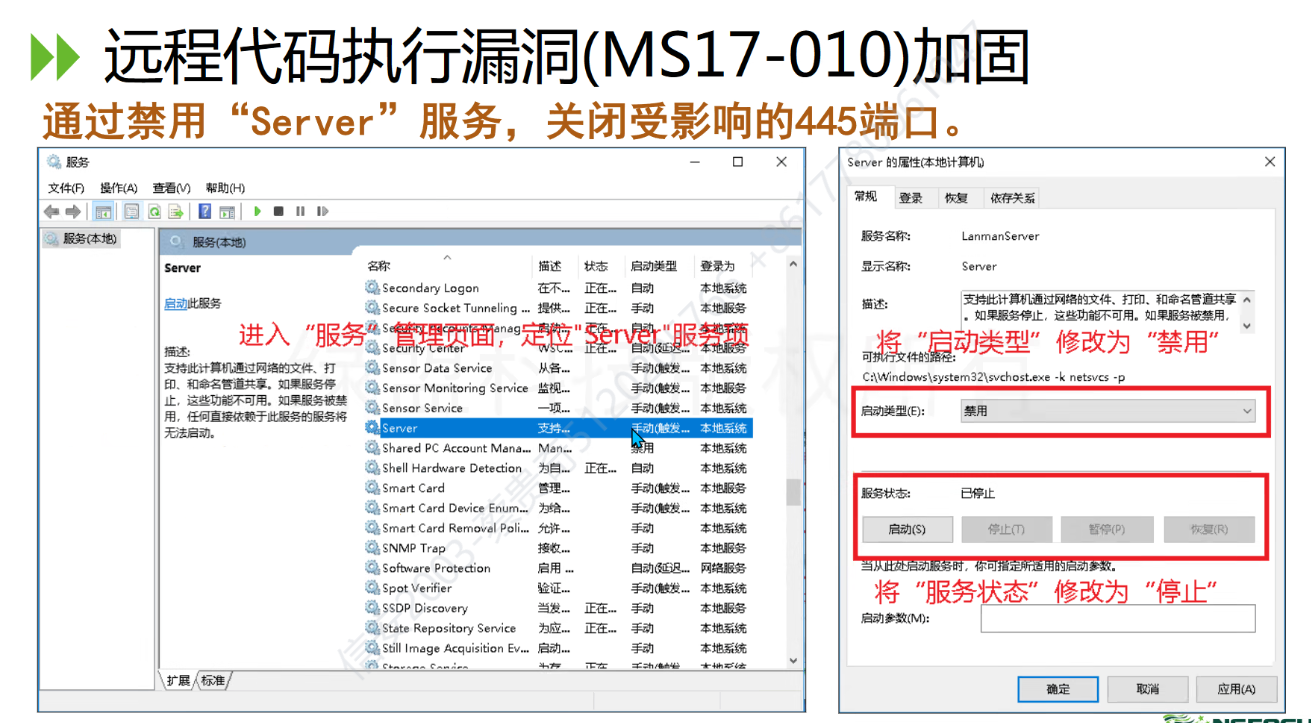 远程代码执行漏洞(MS17-010)加固
通过禁用“Server”服务，关闭受影响的445端口。
服务
文件(F) 操作(A) 查看(V) 帮助(H)
服务(本地)
服务(本地)
Server
启动此服务
描述:
支持此计算机通过网络的文件、打
印、和命名管道共享。如果服务停
止，这些功能不可用。如果服务被禁
用，任何直接依赖于此服务的服务将
无法启动。
进入“服务”管理页面，定位"Server"服务项
名称 描述 状态 启动类型 登录为
Secondary Logon 在不... 正在... 自动 本地系统
Secure Socket Tunneling ... 提供... 正在... 手动 本地服务
Security Accounts Manag... 启动... 正在... 自动 本地系统
Security Center WSC... 正在... 自动(延迟... 本地服务
Sensor Data Service 从各... 手动(触发... 本地系统
Sensor Monitoring Service 监视... 手动(触发... 本地服务
Sensor Service 一项... 手动(触发... 本地系统
Server 支持... 手动(触发... 本地系统
Shared PC Account Mana... Man... 禁用 本地系统
Shell Hardware Detection 为自... 正在... 自动 本地系统
Smart Card 管理... 手动(触发... 本地服务
Smart Card Device Enum... 为给... 手动(触发... 本地系统
Smart Card Removal Poli... 允许... 手动 本地系统
SNMP Trap 接收... 手动 本地服务
Software Protection 启用 ... 自动(延迟... 网络服务
Spot Verifier 验证... 手动(触发... 本地系统
SSDP Discovery 当发... 正在... 手动 本地服务
State Repository Service 为应... 正在... 手动 本地系统
Still Image Acquisition Ev... 启动... 手动 本地系统
Storage Service 为存... 正在... 手动(触发... 本地系统
扩展 标准
Server 的属性(本地计算机)
常规 登录 恢复 依存关系
服务名称: LanmanServer
显示名称: Server
描述: 支持此计算机通过网络的文件、打印、和命名管道共享
。如果服务停止，这些功能不可用。如果服务被禁用，
将“启动类型”修改为“禁用”
可执行文件的路径:
C:\Windows\system32\svchost.exe -k netsvcs -p
启动类型(E): 禁用
服务状态: 已停止
启动(S) 停止(T) 暂停(P) 恢复(R)
当从此处启动服务时，你可指定所适用的启动参数。
将“服务状态”修改为“停止”
启动参数(M):
确定 取消 应用(A)